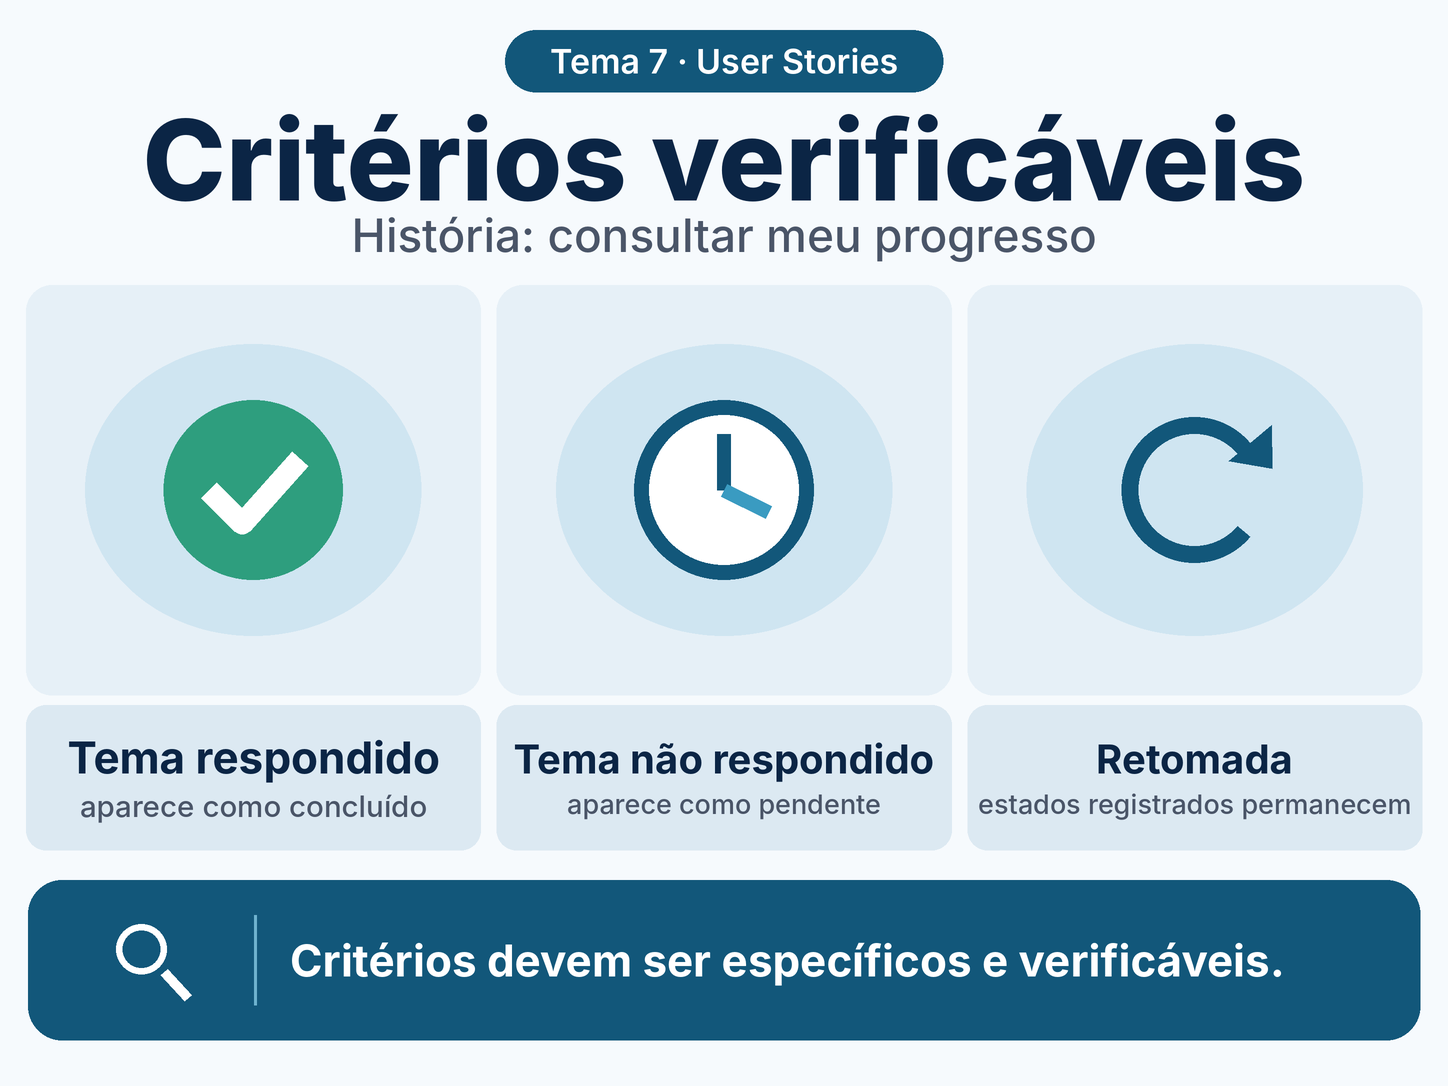 Tema 7 · User Stories
Critérios verificáveis
História: consultar meu progresso
Tema respondido
aparece como concluído
Tema não respondido
aparece como pendente
Retomada
estados registrados permanecem
Critérios devem ser específicos e verificáveis.